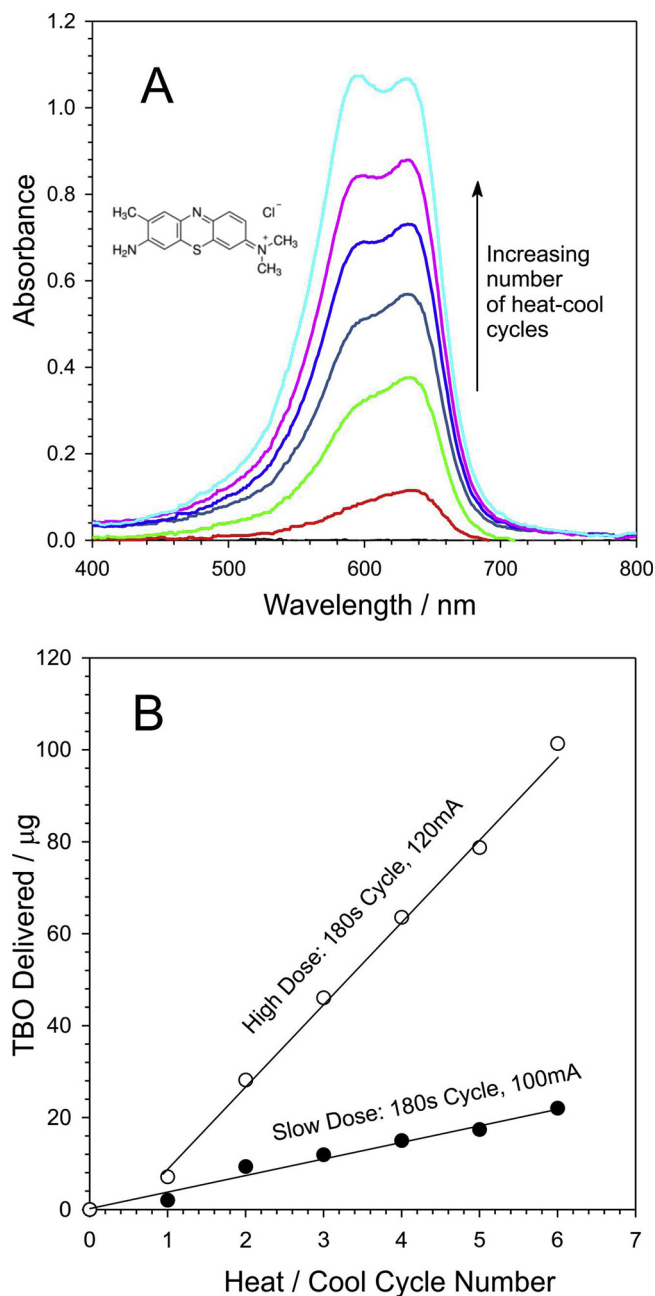 A
1.2
1.0
0.8
0.6
0.4
0.2
0.0
Absorbance
H₃C
N
Cl⁻
H₂N
S
N⁺
CH₃
CH₃
Increasing
number
of heat-cool
cycles
400
500
600
700
800
Wavelength / nm
B
120
100
80
60
40
20
0
TBO Delivered / μg
High Dose: 180s Cycle, 120mA
Slow Dose: 180s Cycle, 100mA
0
1
2
3
4
5
6
7
Heat / Cool Cycle Number